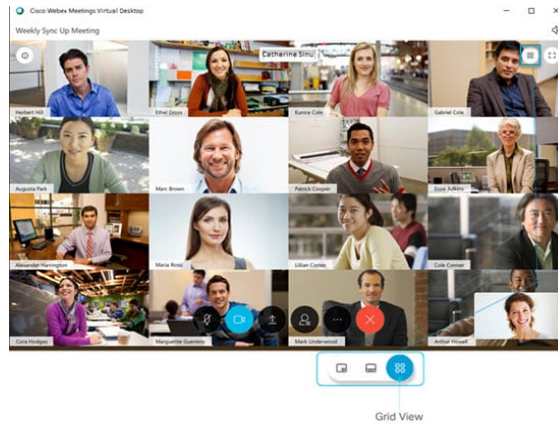 Cisco Webex Meetings Virtual Desktop
Weekly Sync Up Meeting
Catherine Sinu
Herbert Hill
Ethel Gross
Eunice Cole
Gabriel Cole
Augusta Park
Marc Brown
Patrick Cooper
Essie Adkins
Alexander Harrington
Maria Rossi
Lillian Cortez
Cole Conner
Cora Hodges
Marguerite Guerrero
Mark Underwood
Arthur Howell
Grid View